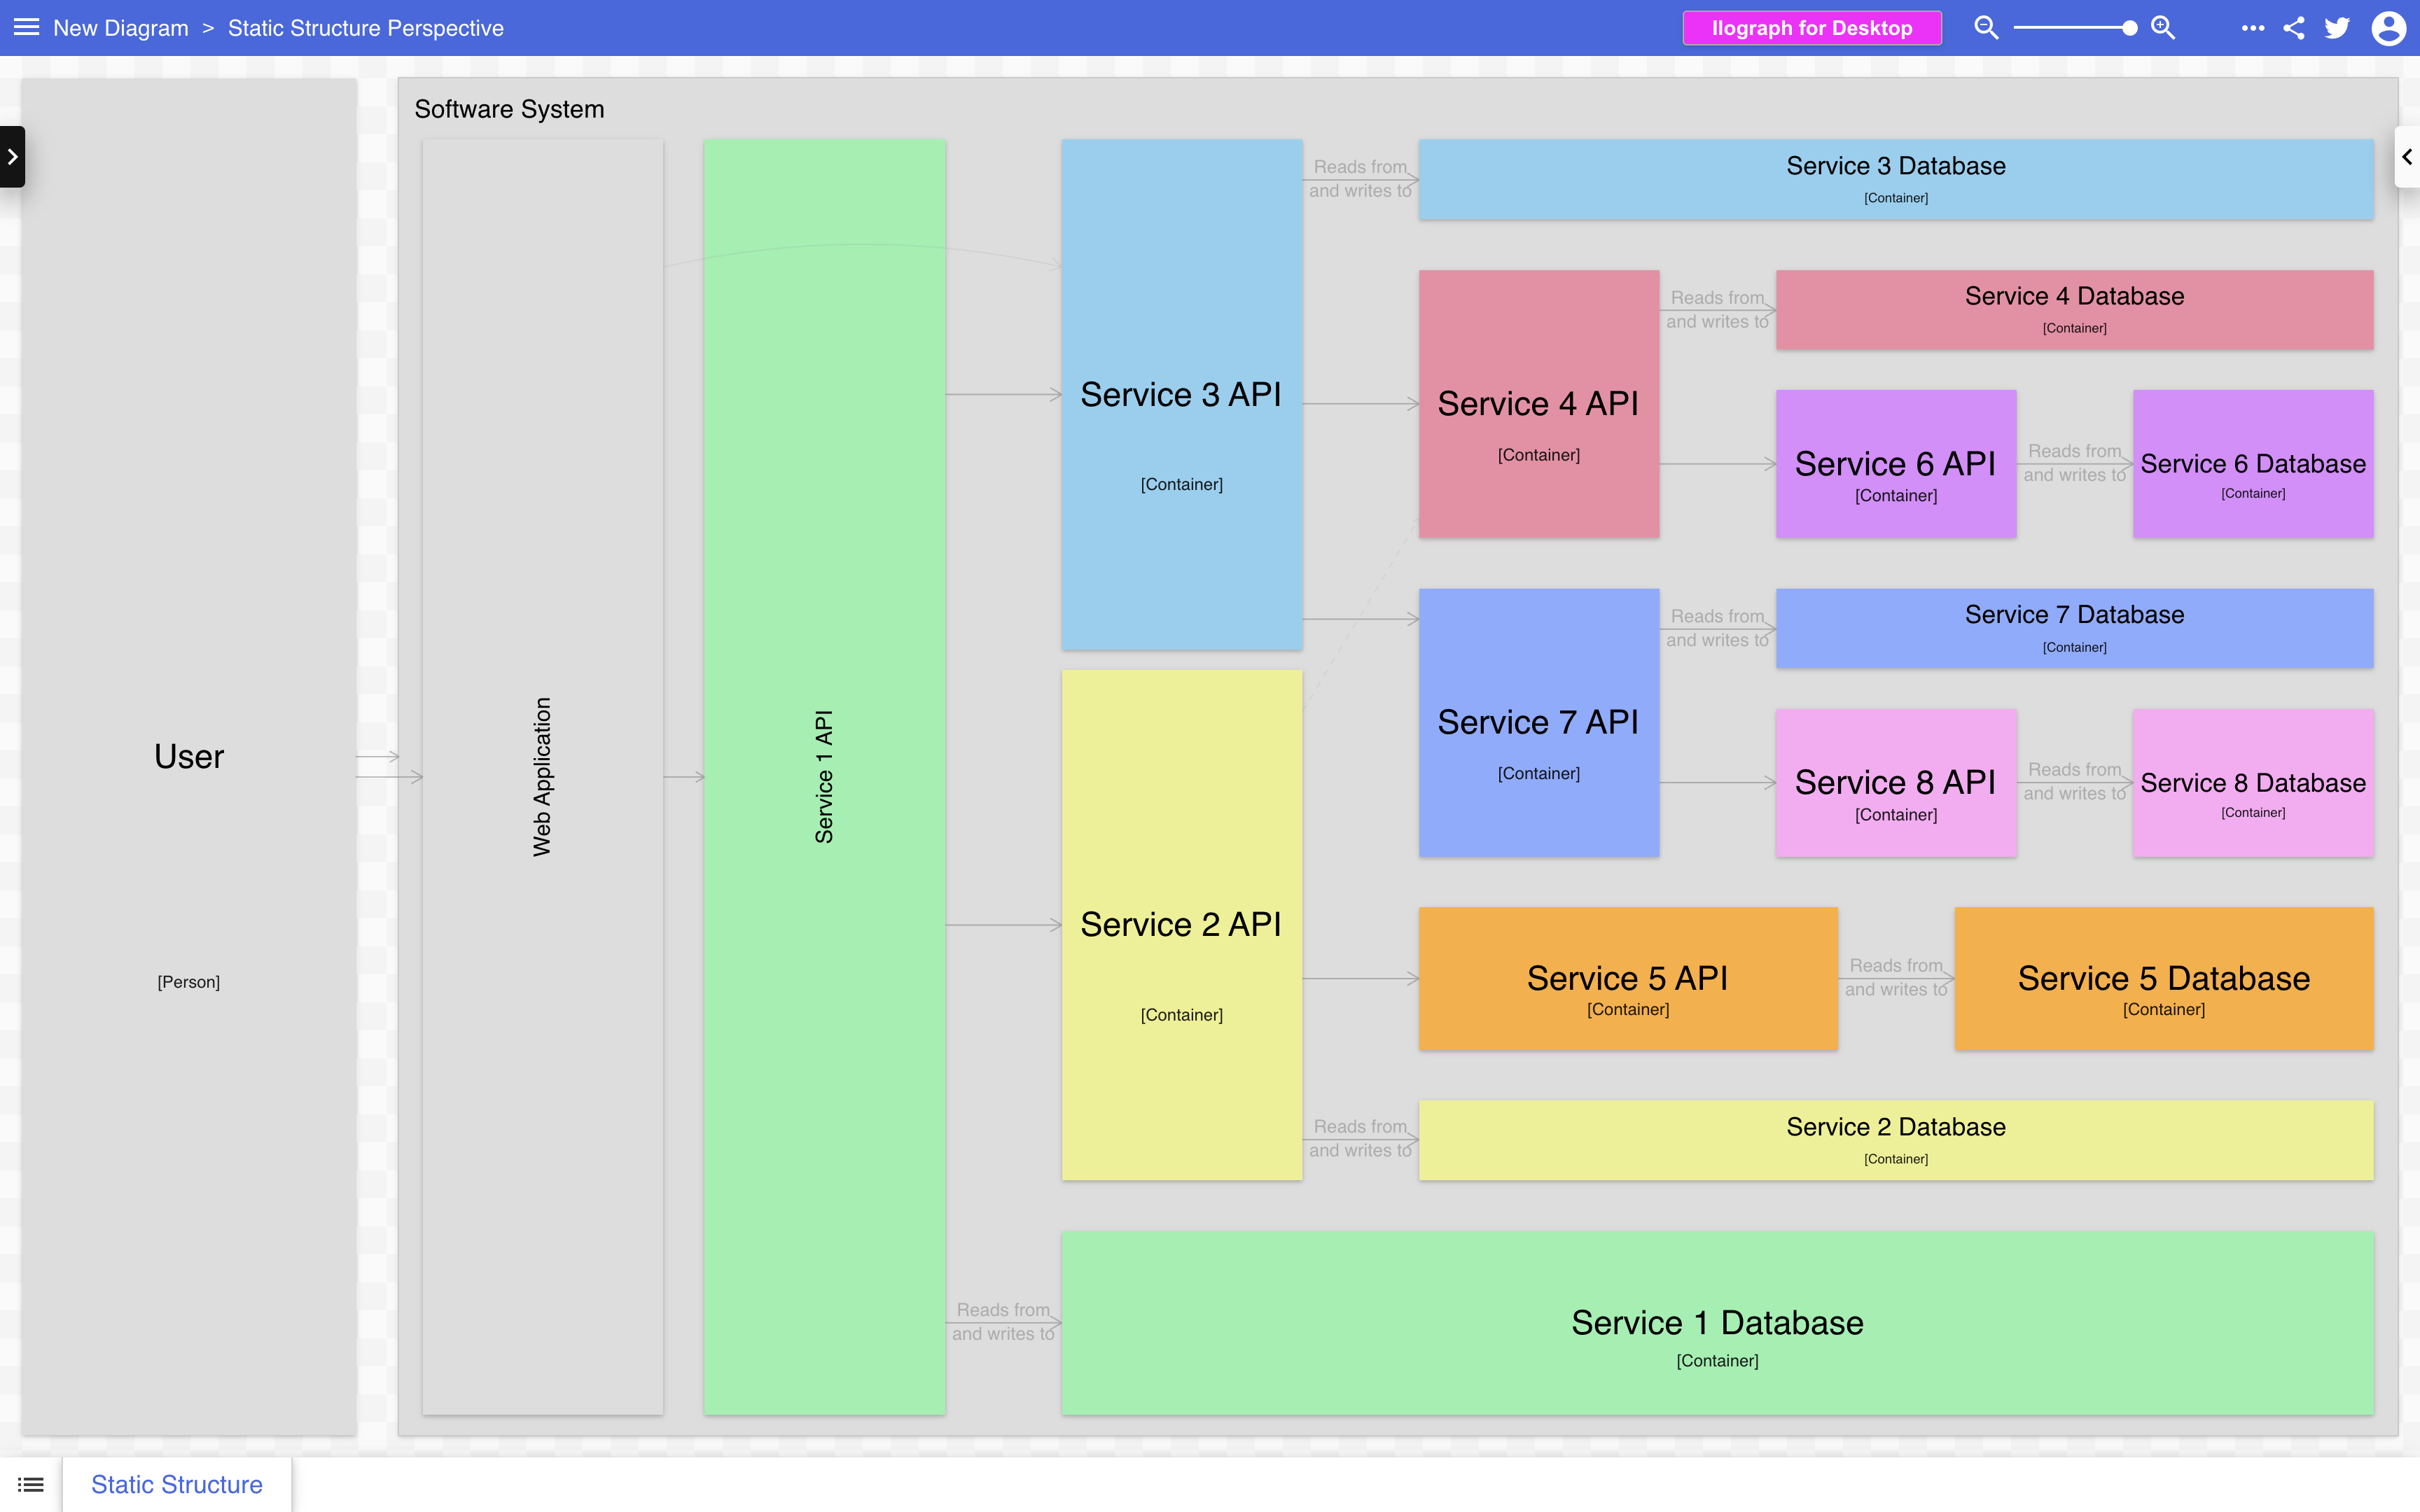 New Diagram > Static Structure Perspective
Ilograph for Desktop
Software System
User
[Person]
Web Application
Service 1 API
Service 3 API
[Container]
Reads from
and writes to
Service 3 Database
[Container]
Service 4 API
[Container]
Reads from
and writes to
Service 4 Database
[Container]
Service 6 API
[Container]
Reads from
and writes to
Service 6 Database
[Container]
Service 7 API
[Container]
Reads from
and writes to
Service 7 Database
[Container]
Service 8 API
[Container]
Reads from
and writes to
Service 8 Database
[Container]
Service 2 API
[Container]
Service 5 API
[Container]
Reads from
and writes to
Service 5 Database
[Container]
Reads from
and writes to
Service 2 Database
[Container]
Reads from
and writes to
Service 1 Database
[Container]
Static Structure